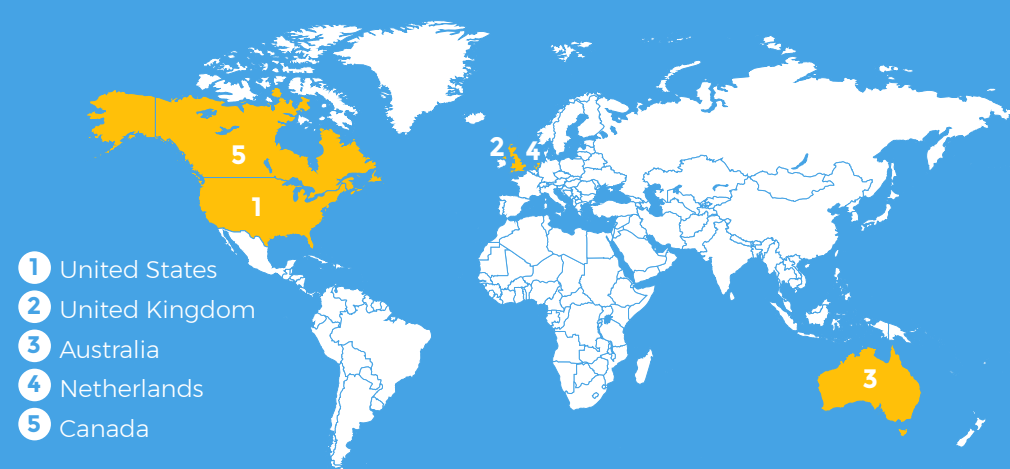 2
4
5
1
1 United States
2 United Kingdom
3 Australia
3
4 Netherlands
5 Canada